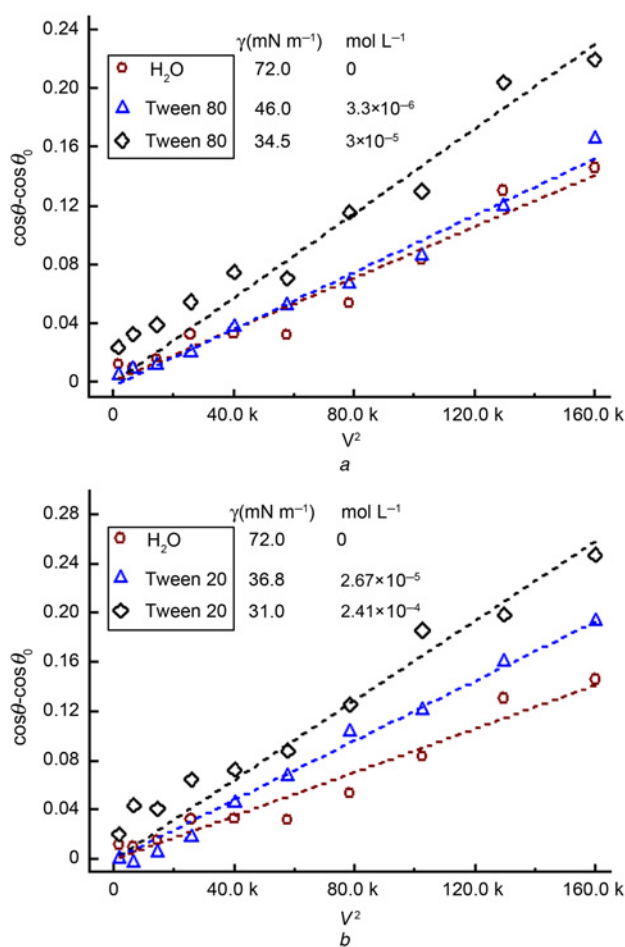 γ(mN m⁻¹) mol L⁻¹
H₂O 72.0 0
Tween 80 46.0 3.3×10⁻⁶
Tween 80 34.5 3×10⁻⁵
0.24
0.20
0.16
0.12
0.08
0.04
0
cosθ-cosθ₀
0 40.0 k 80.0 k 120.0 k 160.0 k
V²
a
γ(mN m⁻¹) mol L⁻¹
H₂O 72.0 0
Tween 20 36.8 2.67×10⁻⁵
Tween 20 31.0 2.41×10⁻⁴
0.28
0.24
0.20
0.16
0.12
0.08
0.04
0
cosθ-cosθ₀
0 40.0 k 80.0 k 120.0 k 160.0 k
V²
b